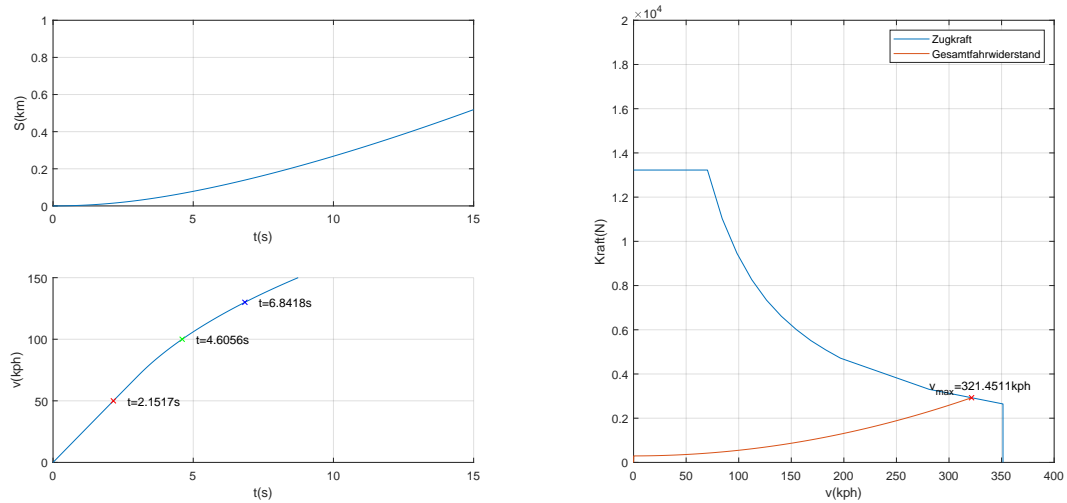 1
0.8
0.6
0.4
0.2
0
S(km)
0 5 10 15
t(s)
150
100
50
0
v(kph)
t=6.8418s
t=4.6056s
t=2.1517s
0 5 10 15
t(s)
×10^4
2
1.8
1.6
1.4
1.2
1
0.8
0.6
0.4
0.2
0
Kraft(N)
Zugkraft
Gesamtfahrwiderstand
v_max=321.4511kph
0 50 100 150 200 250 300 350 400
v(kph)